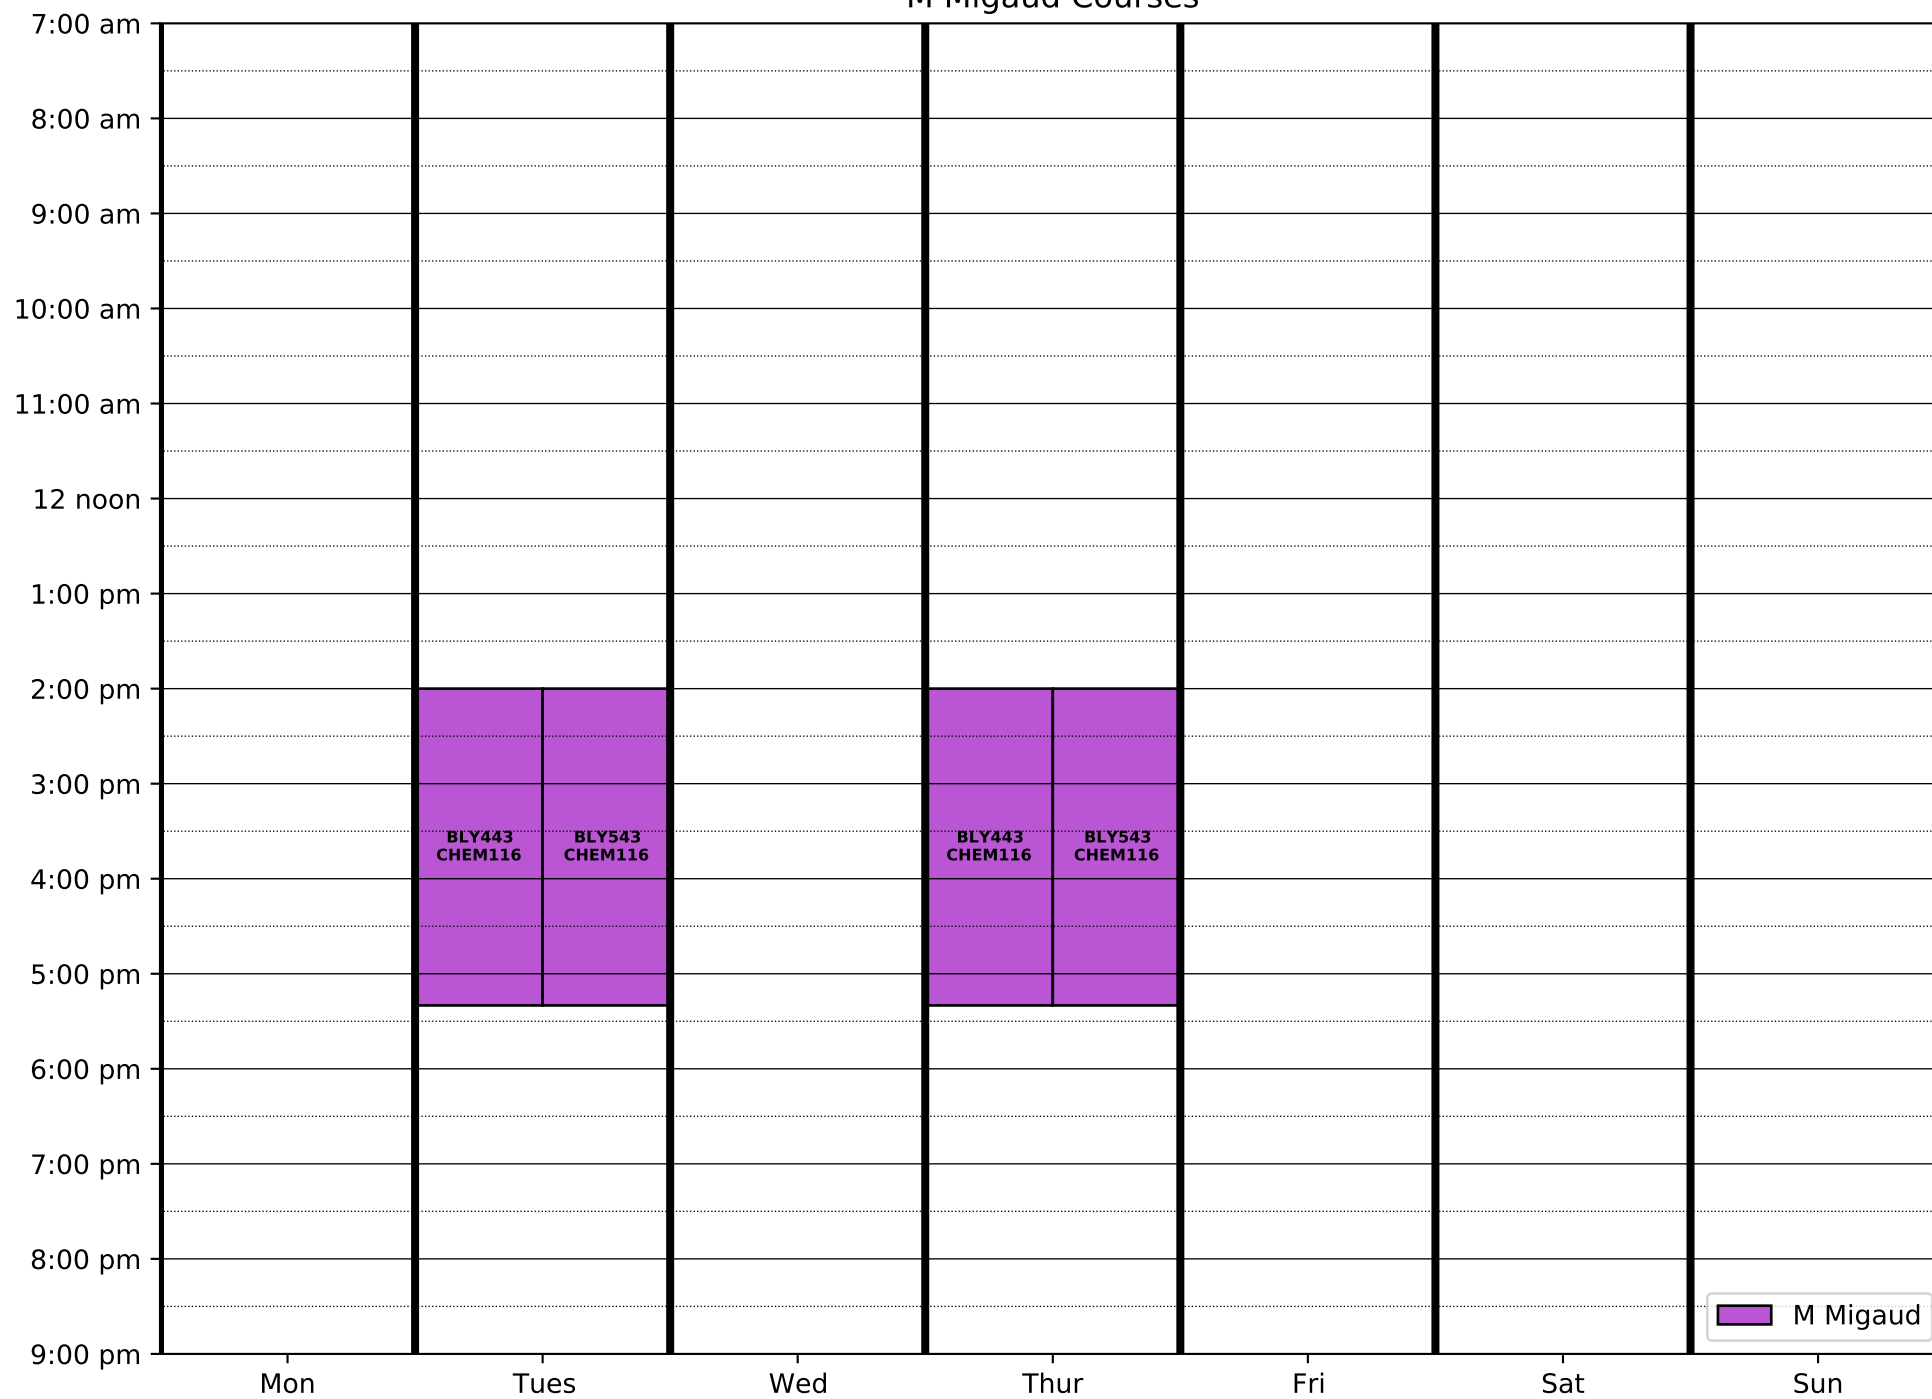 M Migaud Courses
7:00 am
8:00 am
9:00 am
10:00 am
11:00 am
12 noon
1:00 pm
2:00 pm
3:00 pm
BLY443
CHEM116
BLY543
CHEM116
BLY443
CHEM116
BLY543
CHEM116
4:00 pm
5:00 pm
6:00 pm
7:00 pm
8:00 pm
M Migaud
9:00 pm
Mon Tues Wed Thur Fri Sat Sun